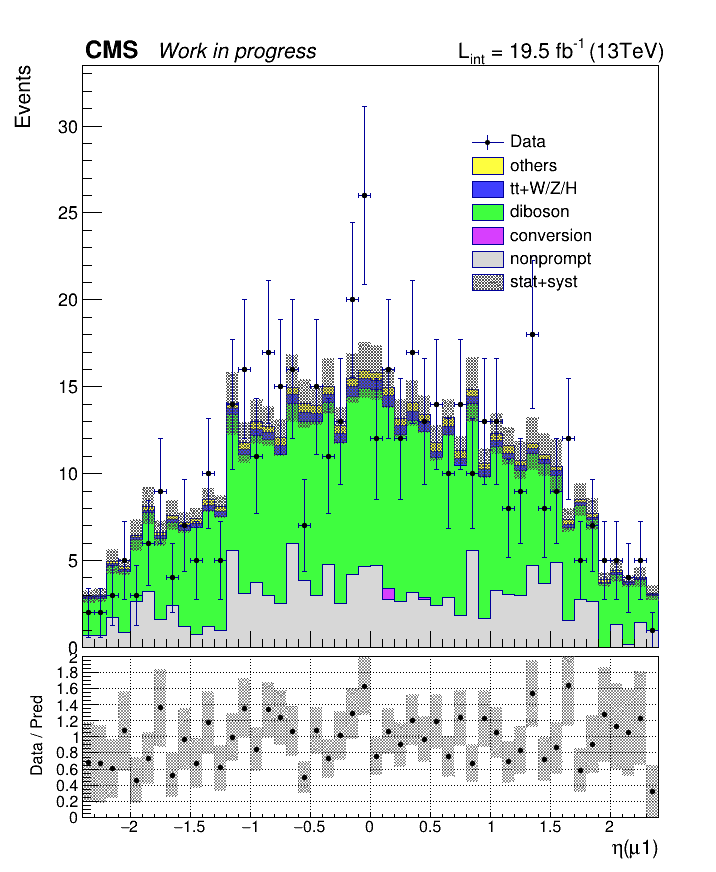 CMS Work in progress L_int = 19.5 fb^-1 (13TeV)
Events
30
25
20
15
10
5
0
Data
others
tt+W/Z/H
diboson
conversion
nonprompt
stat+syst
Data / Pred
2
1.8
1.6
1.4
1.2
1
0.8
0.6
0.4
0.2
0
−2 −1.5 −1 −0.5 0 0.5 1 1.5 2
η(μ1)